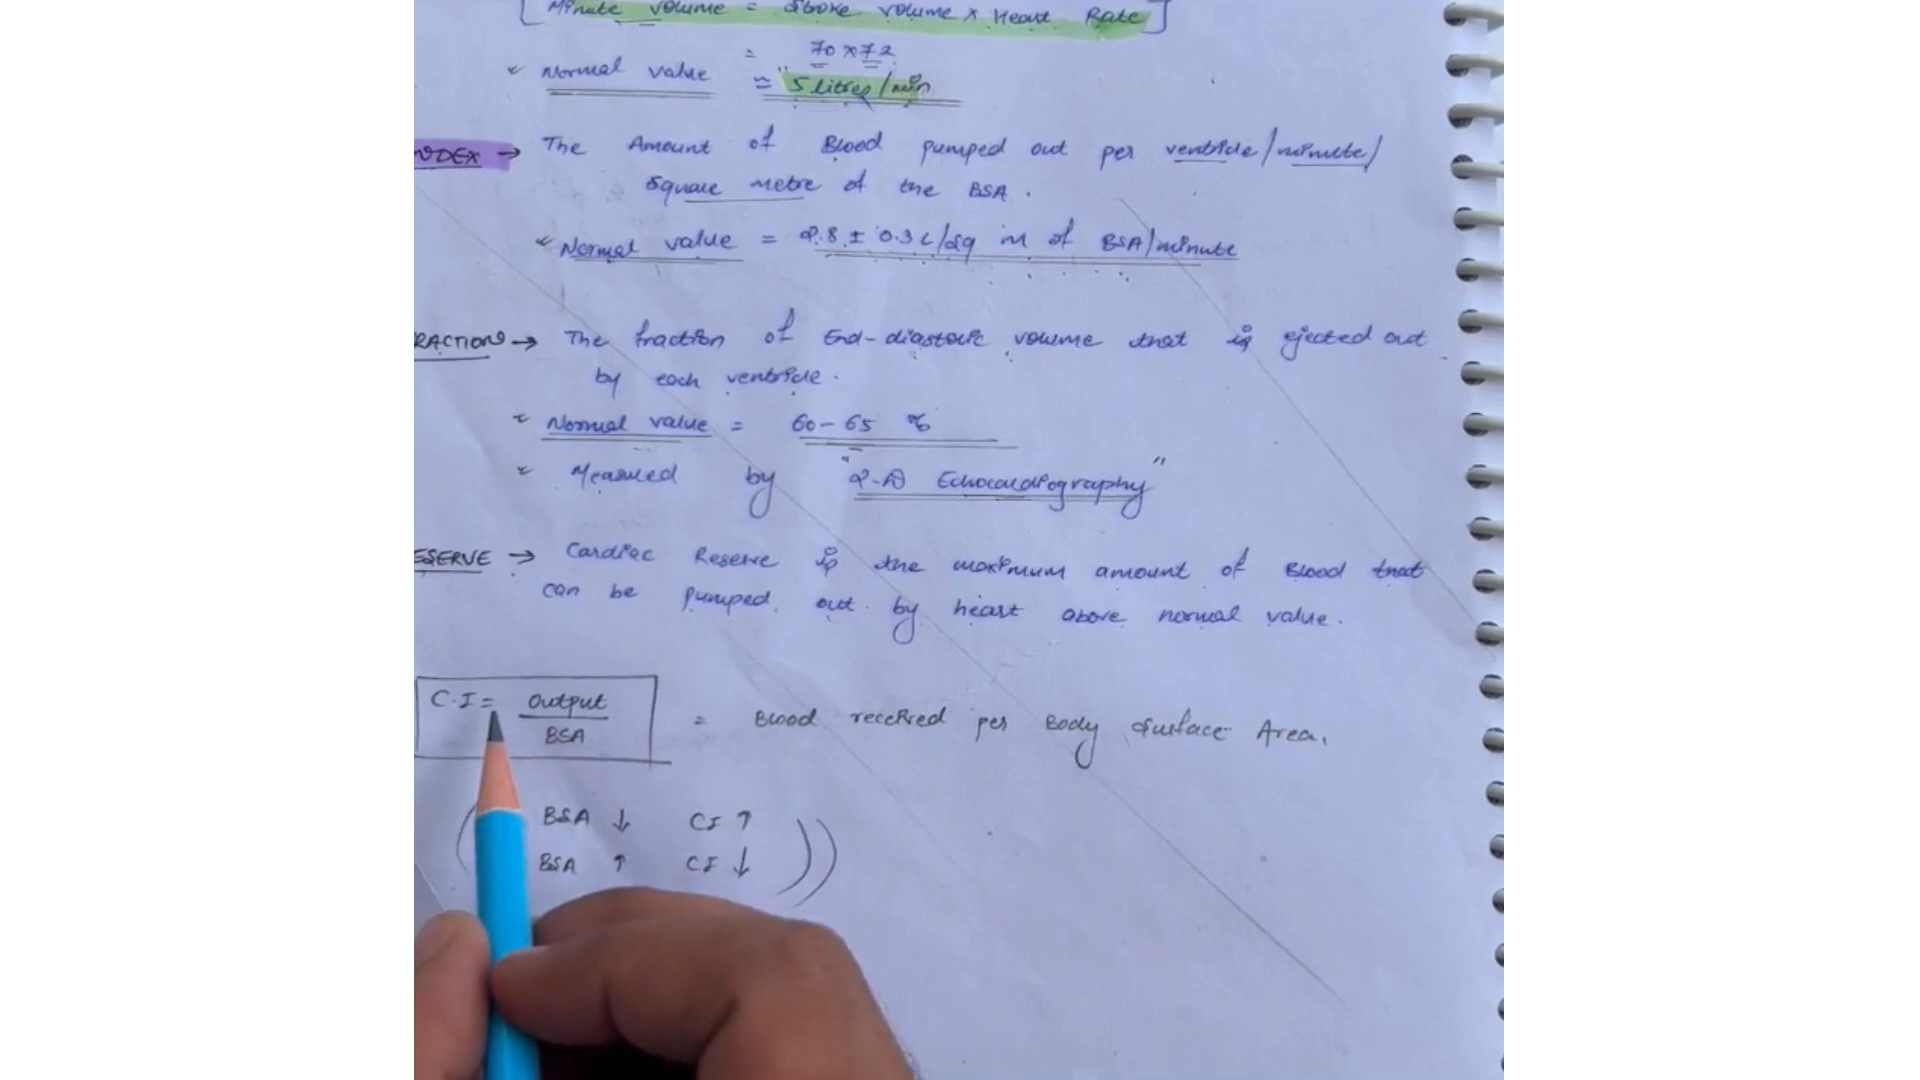 [Minute volume = Stroke volume x Heart Rate]
= 70 x 72
Normal value ≈ "5 litres/min
NDEX → The Amount of Blood pumped out per ventricle/minute/
square metre of the BSA.
Normal value = 2.8 ± 0.3 L/sq m of BSA/minute
RACTION → The fraction of End-diastolic volume that is ejected out
by each ventricle.
Normal value = 60-65 %
Measured by "2-D Echocardiography"
ESERVE → Cardiac Reserve is the maximum amount of Blood that
can be pumped out by heart above normal value.
C.I = Output / BSA = Blood received per Body Surface Area.
( BSA ↓ CI ↑ ))
BSA ↑ CI ↓